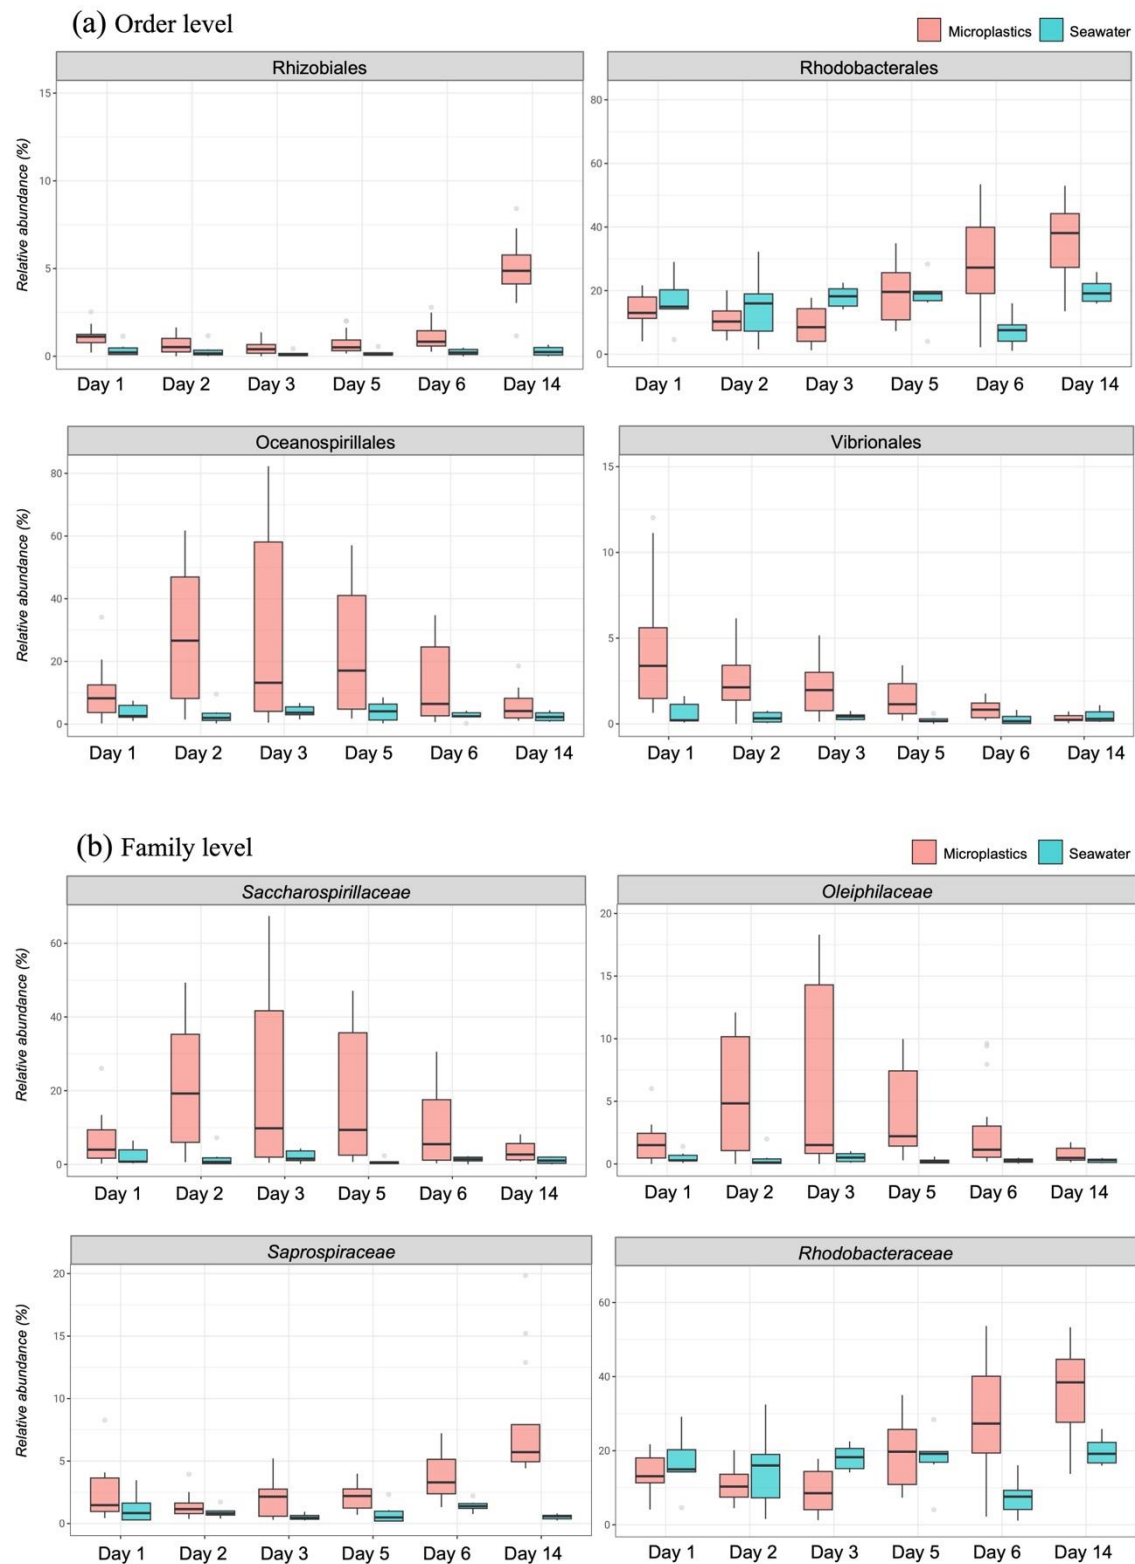 (a) Order level
Microplastics Seawater
Rhizobiales Rhodobacterales
Relative abundance (%)
15
10
5
0
80
60
40
20
0
Day 1 Day 2 Day 3 Day 5 Day 6 Day 14
Day 1 Day 2 Day 3 Day 5 Day 6 Day 14
Oceanospirillales Vibrionales
Relative abundance (%)
80
60
40
20
0
15
10
5
0
Day 1 Day 2 Day 3 Day 5 Day 6 Day 14
Day 1 Day 2 Day 3 Day 5 Day 6 Day 14
(b) Family level
Microplastics Seawater
Saccharospirillaceae Oleiphilaceae
Relative abundance (%)
60
40
20
0
20
15
10
5
0
Day 1 Day 2 Day 3 Day 5 Day 6 Day 14
Day 1 Day 2 Day 3 Day 5 Day 6 Day 14
Saprospiraceae Rhodobacteraceae
Relative abundance (%)
20
15
10
5
0
60
40
20
0
Day 1 Day 2 Day 3 Day 5 Day 6 Day 14
Day 1 Day 2 Day 3 Day 5 Day 6 Day 14